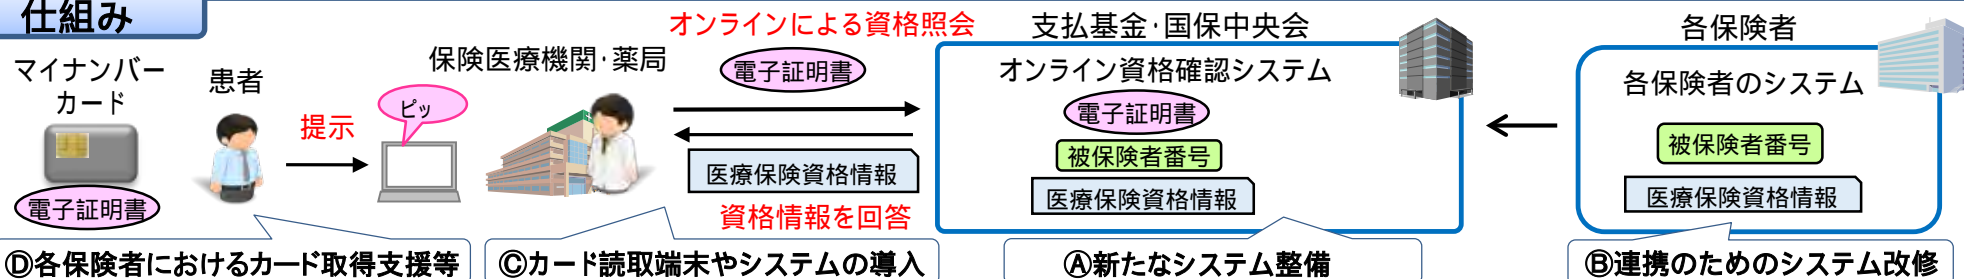 仕組み
マイナンバー
カード
電子証明書
患者
提示
ピッ
保険医療機関・薬局
オンラインによる資格照会
電子証明書
医療保険資格情報
資格情報を回答
支払基金・国保中央会
オンライン資格確認システム
電子証明書
被保険者番号
医療保険資格情報
各保険者
各保険者のシステム
被保険者番号
医療保険資格情報
Ⓓ各保険者におけるカード取得支援等
Ⓒカード読取端末やシステムの導入
Ⓐ新たなシステム整備
Ⓑ連携のためのシステム改修